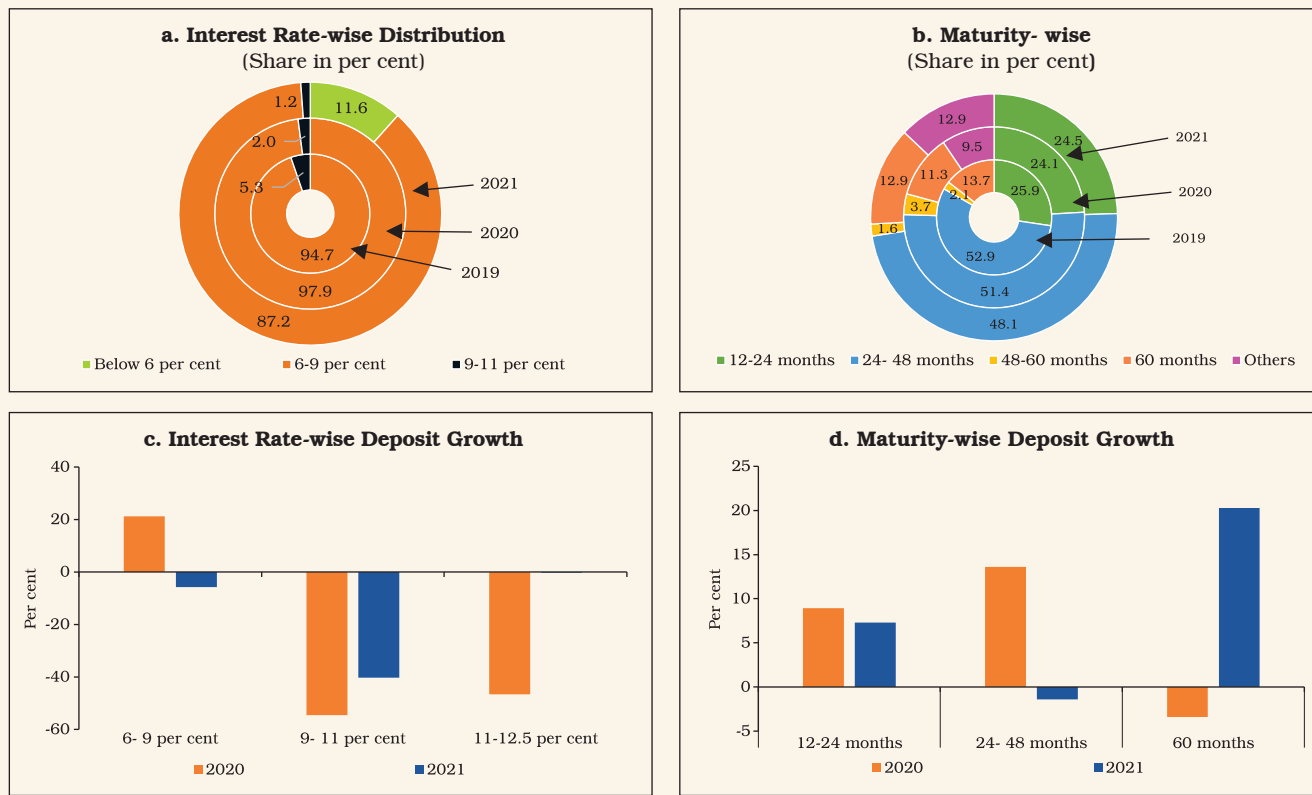 a. Interest Rate-wise Distribution
(Share in per cent)
1.2
11.6
2.0
5.3
2021
2020
2019
94.7
97.9
87.2
Below 6 per cent
6-9 per cent
9-11 per cent
b. Maturity- wise
(Share in per cent)
12.9
24.5
2021
9.5
24.1
11.3
13.7
12.9
25.9
2020
2.1
3.7
1.6
2019
52.9
51.4
48.1
12-24 months
24- 48 months
48-60 months
60 months
Others
c. Interest Rate-wise Deposit Growth
Per cent
40
20
0
-20
-40
-60
6- 9 per cent
9- 11 per cent
11-12.5 per cent
2020
2021
d. Maturity-wise Deposit Growth
Per cent
25
20
15
10
5
0
-5
12-24 months
24- 48 months
60 months
2020
2021